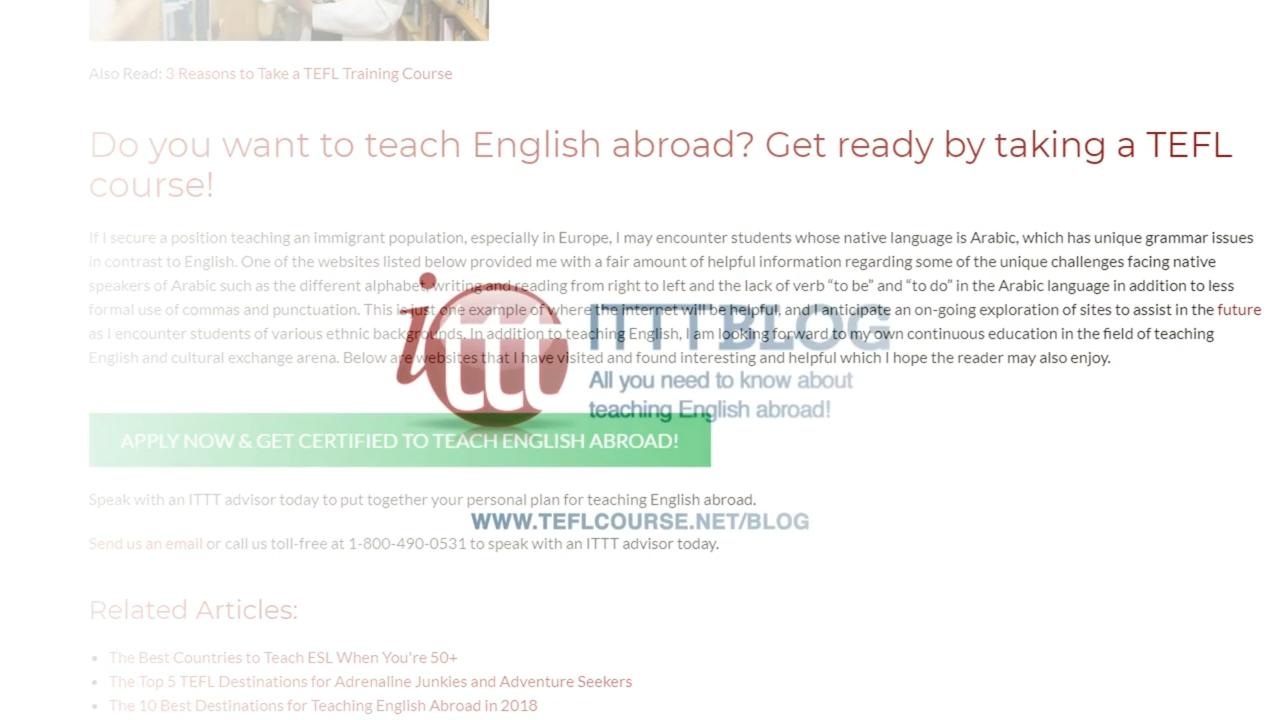 Also Read: 3 Reasons to Take a TEFL Training Course
Do you want to teach English abroad? Get ready by taking a TEFL
course!
If I secure a position teaching an immigrant population, especially in Europe, I may encounter students whose native language is Arabic, which has unique grammar issues
in contrast to English. One of the websites listed below provided me with a fair amount of helpful information regarding some of the unique challenges facing native
speakers of Arabic such as the different alphabet, writing and reading from right to left and the lack of verb “to be” and “to do” in the Arabic language in addition to less
formal use of commas and punctuation. This is just one example of where the internet will be helpful, and I anticipate an on-going exploration of sites to assist in the future
as I encounter students of various ethnic backgrounds. In addition to teaching English, I am looking forward to my own continuous education in the field of teaching
English and cultural exchange arena. Below are websites that I have visited and found interesting and helpful which I hope the reader may also enjoy.
ittt
ITTT BLOG
All you need to know about
teaching English abroad!
APPLY NOW & GET CERTIFIED TO TEACH ENGLISH ABROAD!
Speak with an ITTT advisor today to put together your personal plan for teaching English abroad.
WWW.TEFLCOURSE.NET/BLOG
Send us an email or call us toll-free at 1-800-490-0531 to speak with an ITTT advisor today.
Related Articles:
The Best Countries to Teach ESL When You're 50+
The Top 5 TEFL Destinations for Adrenaline Junkies and Adventure Seekers
The 10 Best Destinations for Teaching English Abroad in 2018